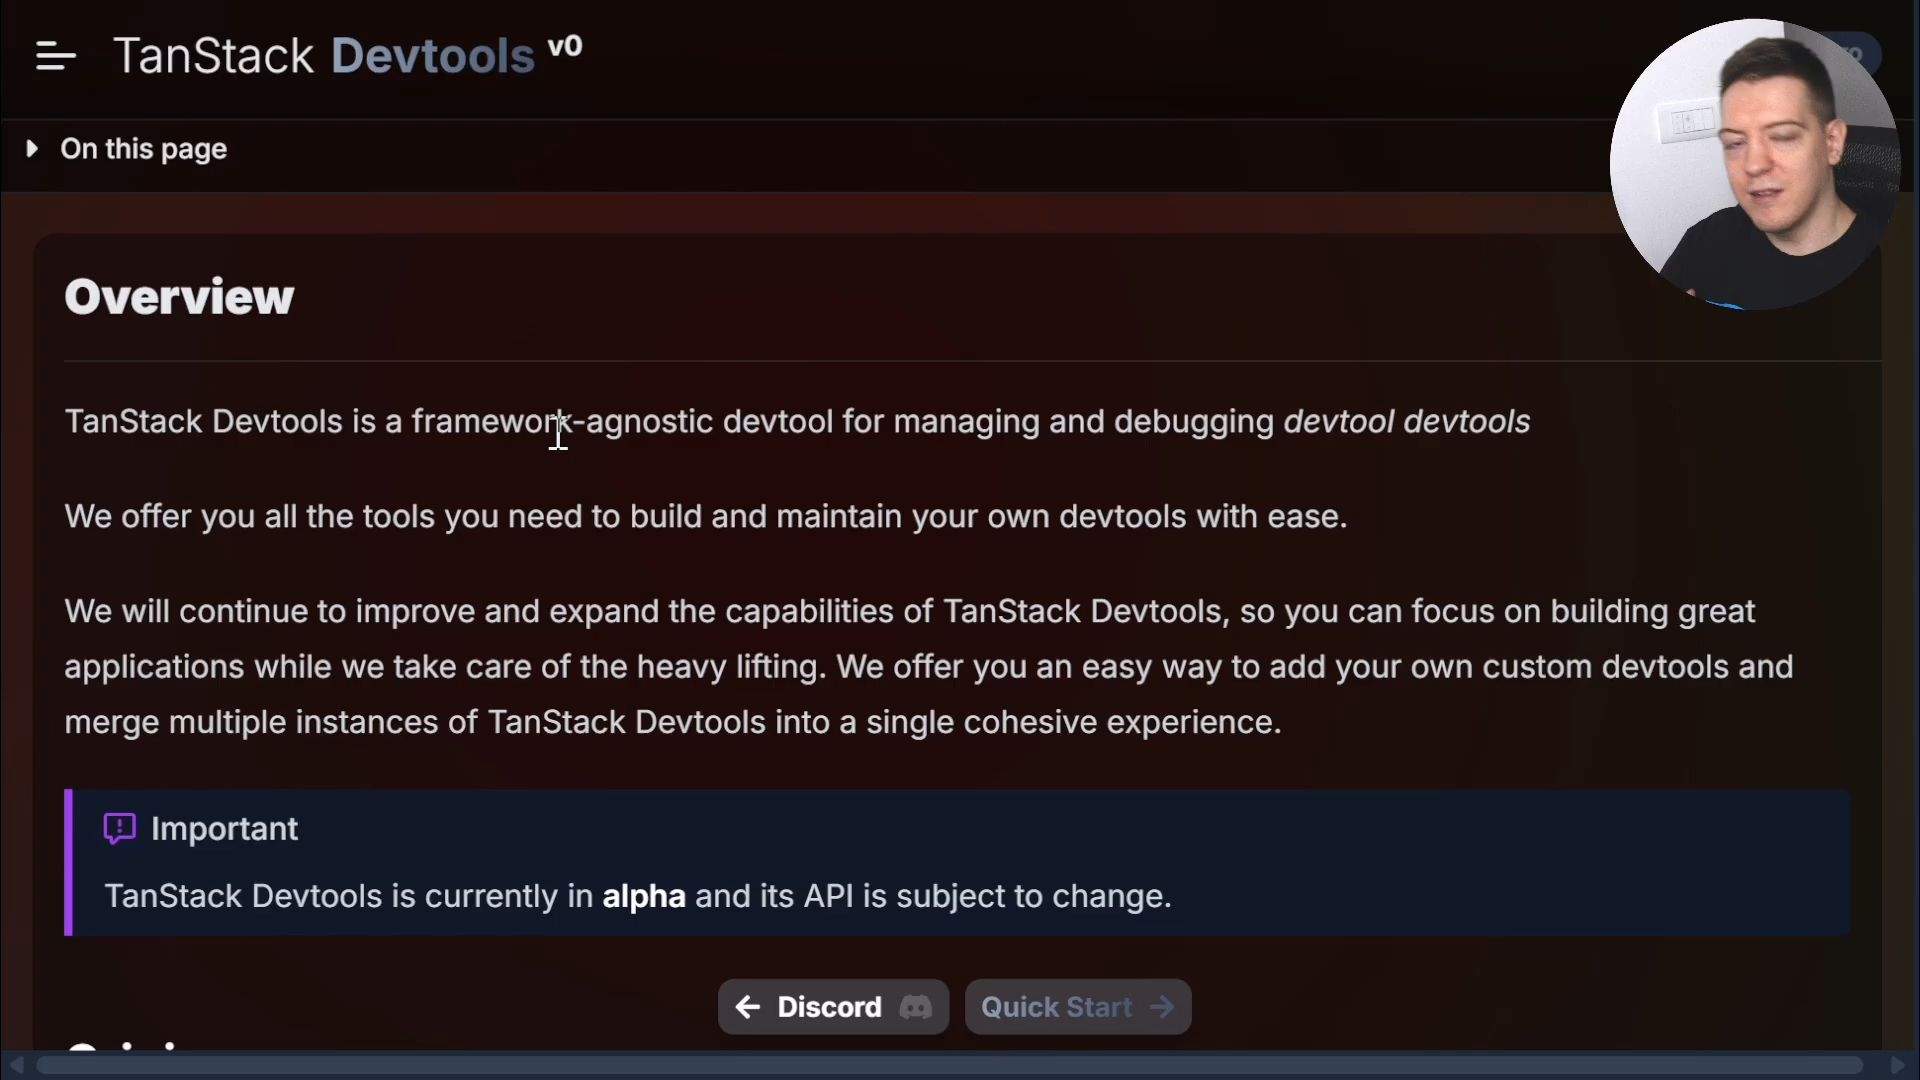 TanStack Devtools v0
On this page
Overview
TanStack Devtools is a framework-agnostic devtool for managing and debugging devtool devtools
We offer you all the tools you need to build and maintain your own devtools with ease.
We will continue to improve and expand the capabilities of TanStack Devtools, so you can focus on building great
applications while we take care of the heavy lifting. We offer you an easy way to add your own custom devtools and
merge multiple instances of TanStack Devtools into a single cohesive experience.
Important
TanStack Devtools is currently in alpha and its API is subject to change.
Discord
Quick Start